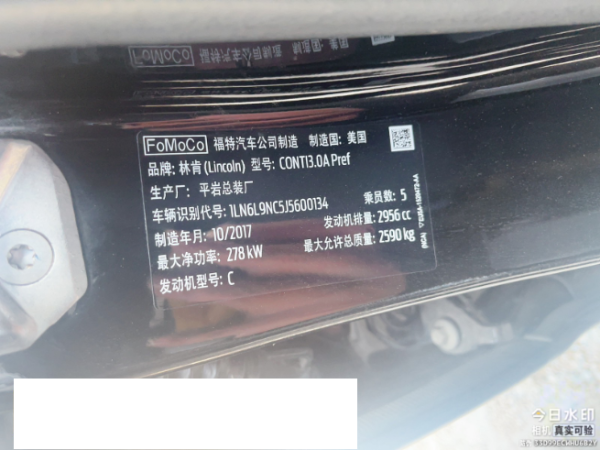 FoMoCo 福特汽车公司制造 制造国: 美国
品牌: 林肯 (Lincoln) 型号: CONT13.0A Pref
生产厂: 平岩总装厂
车辆识别代号: 1LN6L9NC5J5600134 乘员数: 5
制造年月: 10/2017 发动机排量: 2956 cc
最大净功率: 278 kW 最大允许总质量: 2590 kg
发动机型号: C
今日水印
相机 真实可验